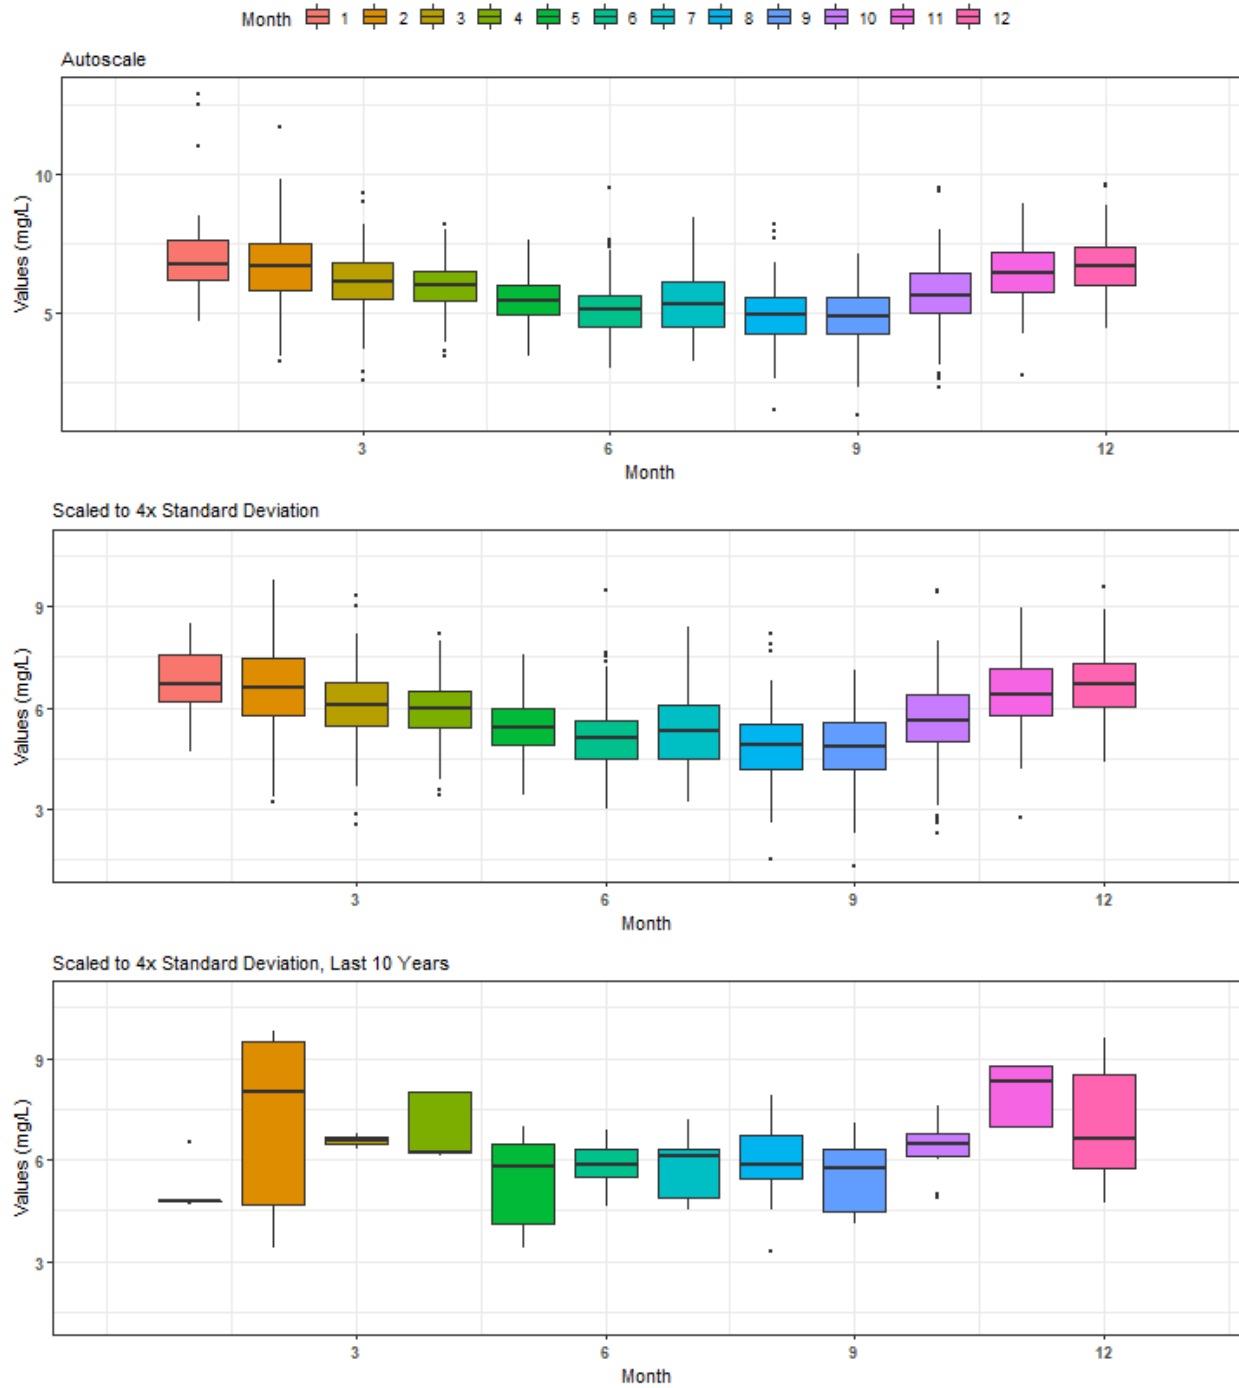 Month 1 2 3 4 5 6 7 8 9 10 11 12
Autoscale
Values (mg/L)
10
5
3 6 9 12
Month
Scaled to 4x Standard Deviation
Values (mg/L)
9
6
3
3 6 9 12
Month
Scaled to 4x Standard Deviation, Last 10 Years
Values (mg/L)
9
6
3
3 6 9 12
Month